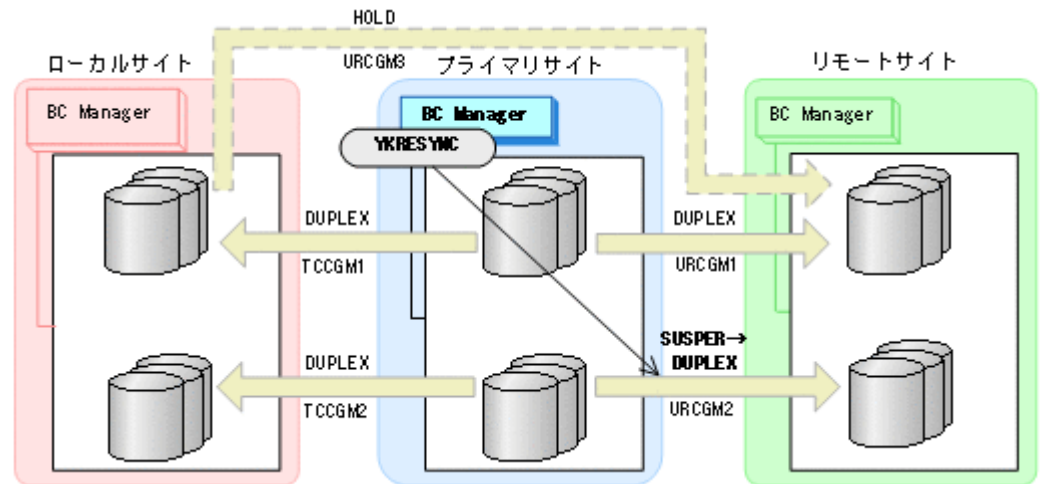 HOLD
URCGM3
ローカルサイト
プライマリサイト
リモートサイト
BC Manager
BC Manager
BC Manager
YKRESYNC
DUPLEX
TCCGM1
DUPLEX
URCGM1
DUPLEX
TCCGM2
SUSPER→
DUPLEX
URCGM2